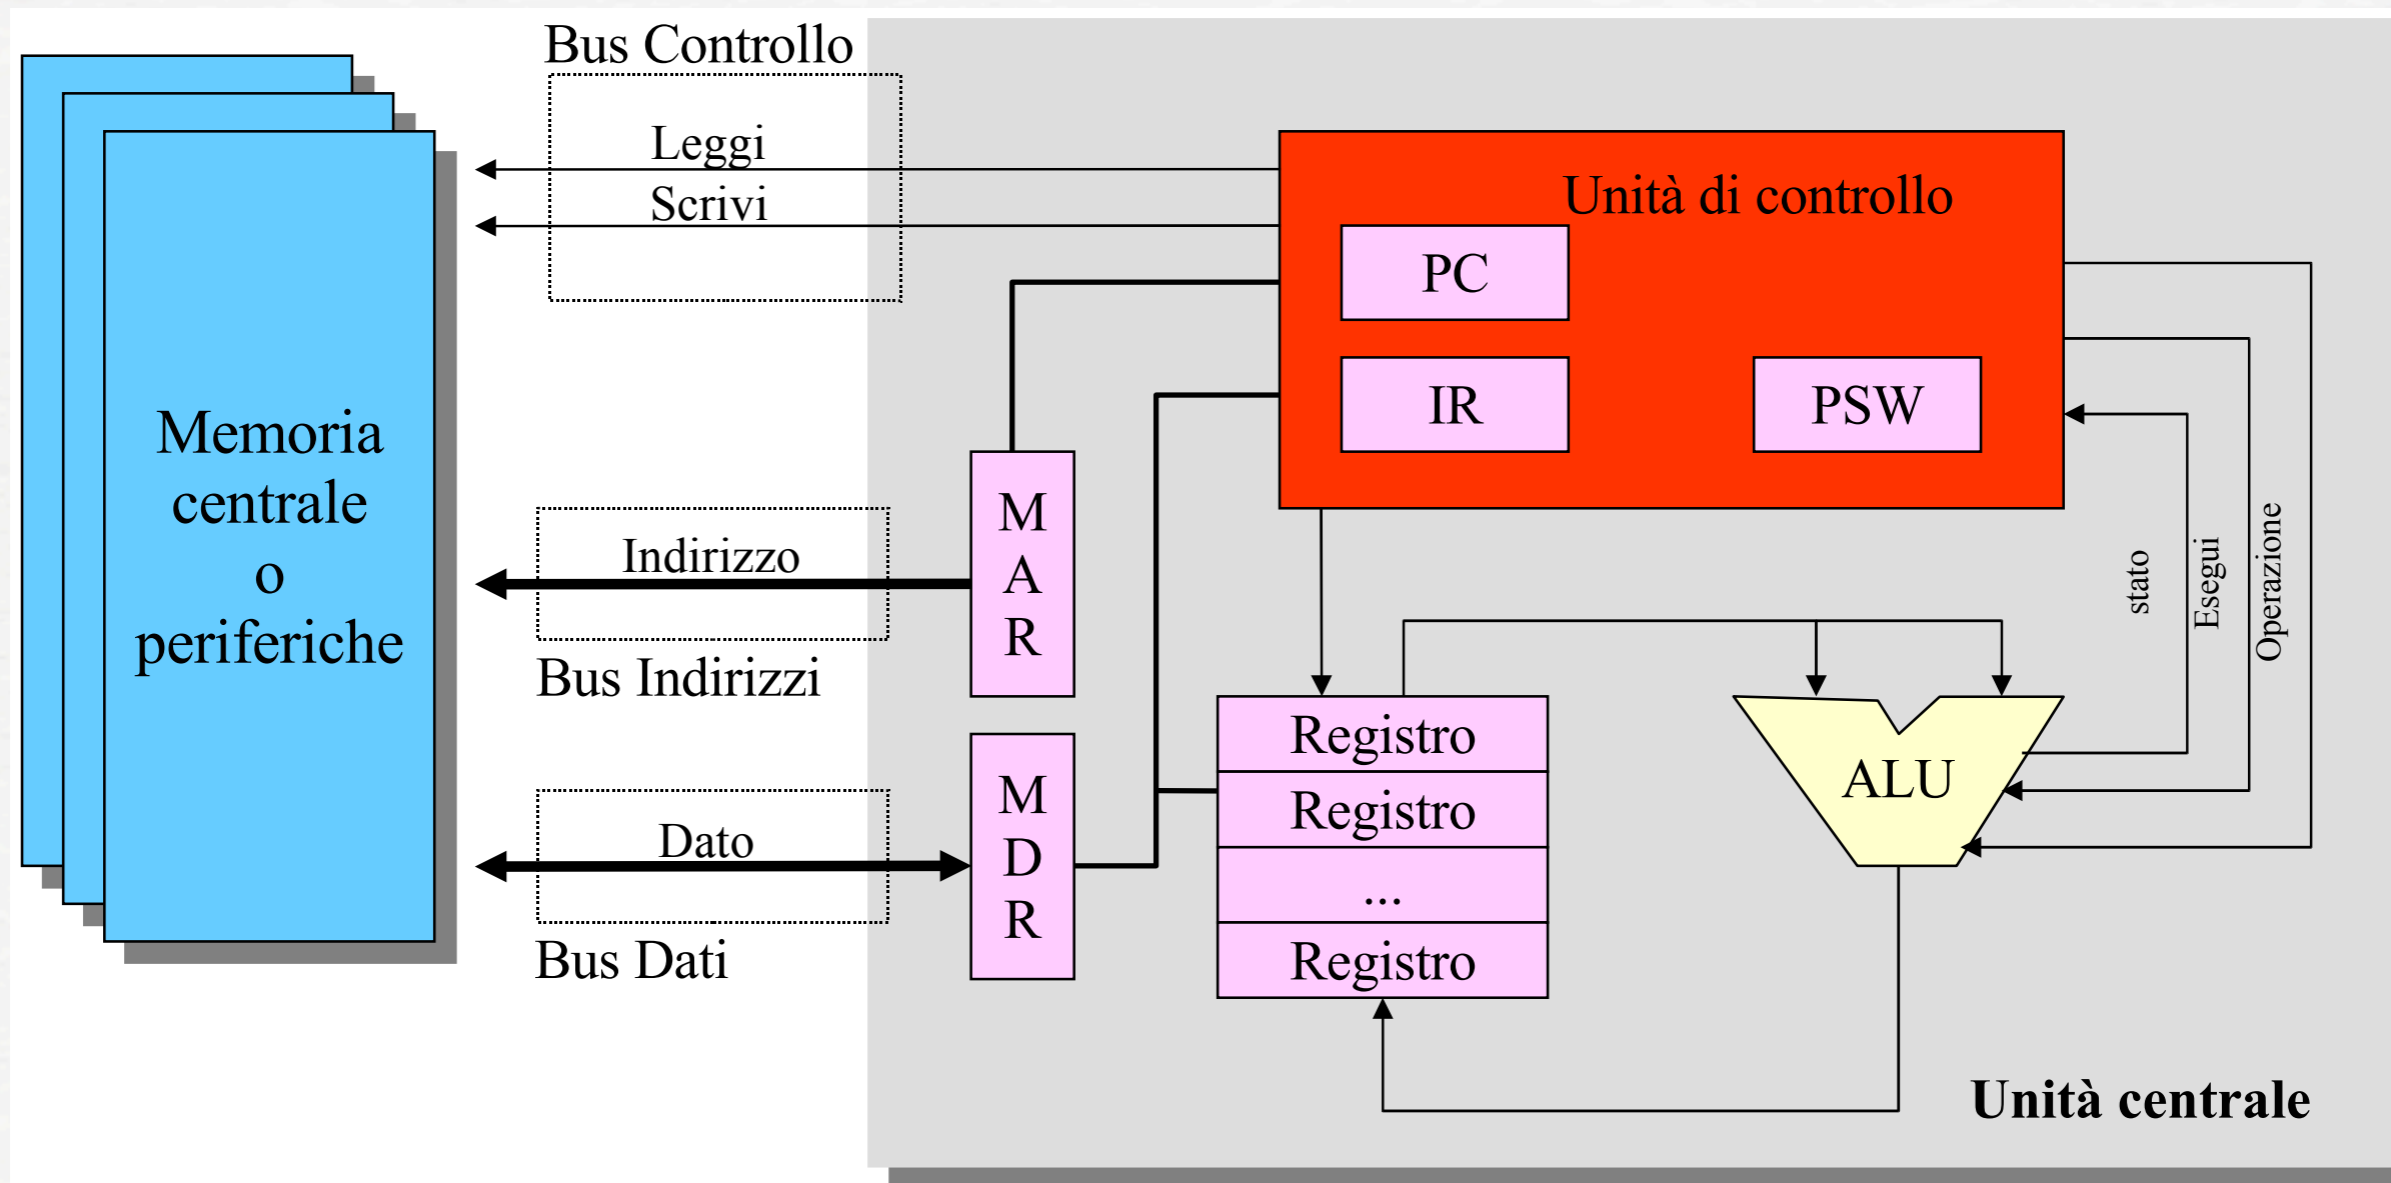 Bus Controllo
Leggi
Scrivi
Unità di controllo
PC
IR
PSW
Memoria
centrale
o
periferiche
Indirizzo
Bus Indirizzi
M
A
R
stato
Esegui
Operazione
Dato
Bus Dati
M
D
R
Registro
Registro
...
Registro
ALU
Unità centrale